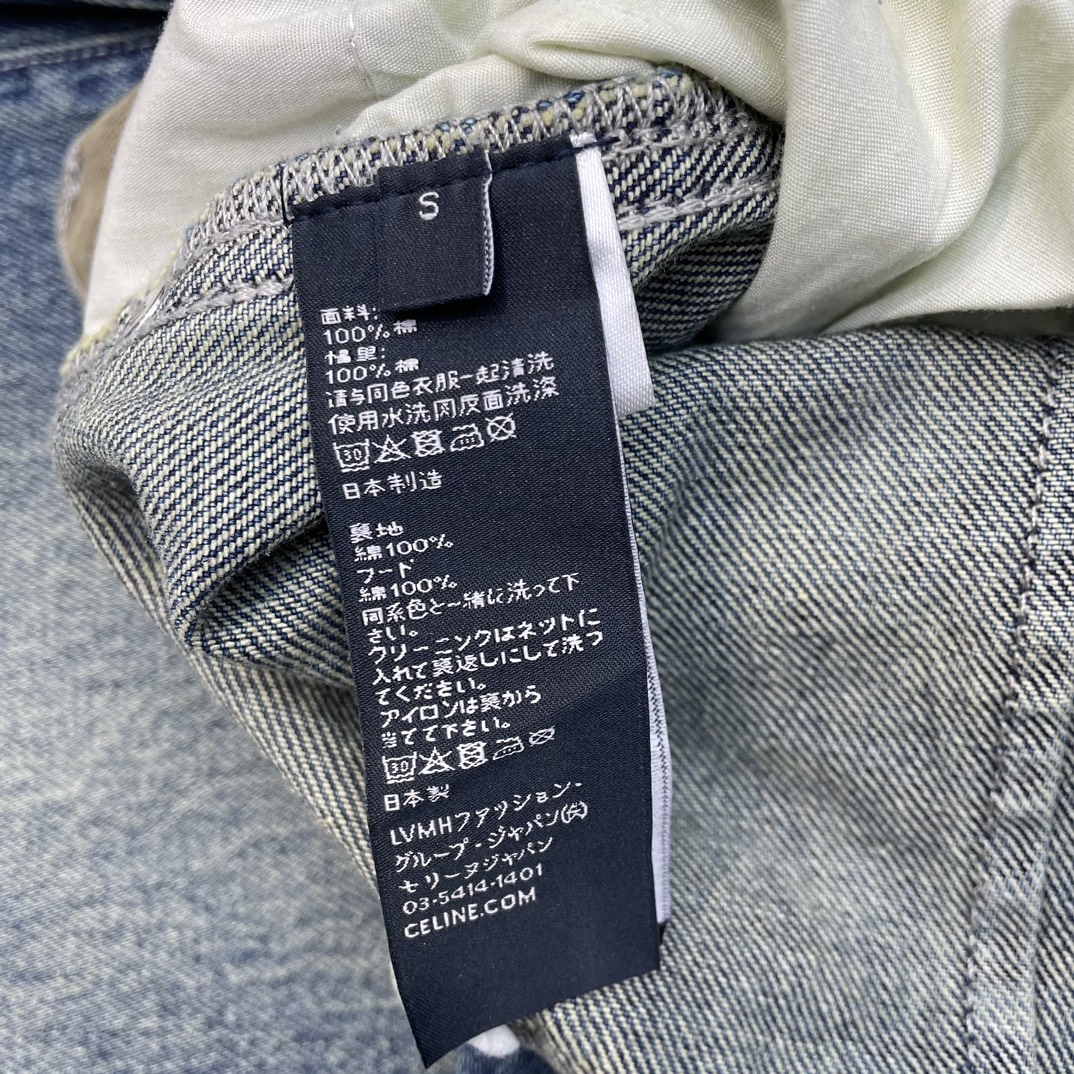 S
面料:
100%棉
帽里:
100%棉
请与同色衣服一起清洗
使用水洗网反面洗涤
30
日本制造
裏地
綿100%
フード
綿100%
同系色と一緒に洗って下
さい。
クリーニングはネットに
入れて裏返しにして洗っ
てください。
アイロンは裏から
当てて下さい。
30
日本製
LVMHファッション・
グループ・ジャパン(株)
セリーヌジャパン
03-5414-1401
CELINE.COM